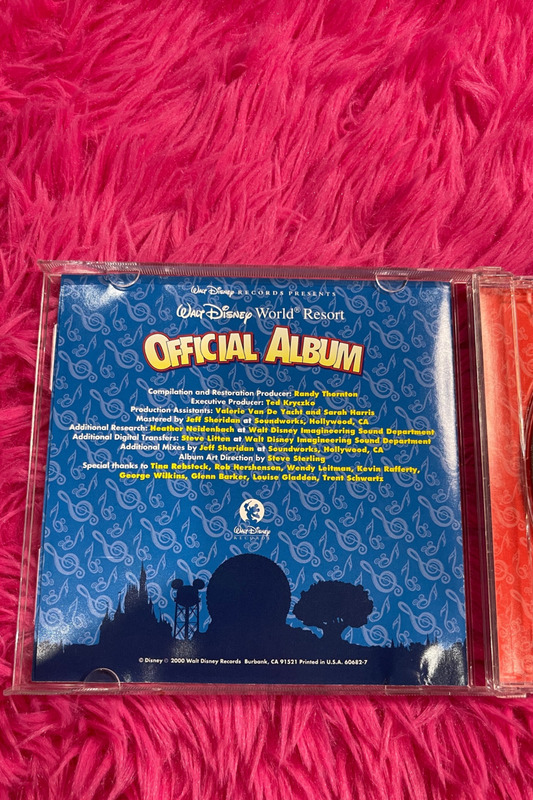 Walt Disney RECORDS PRESENTS
Walt Disney World® Resort
OFFICIAL ALBUM
Compilation and Restoration Producer: Randy Thornton
Executive Producer: Ted Kryczko
Production Assistants: Valerie Van De Yacht and Sarah Harris
Mastered by Jeff Sheridan at Soundworks, Hollywood, CA
Additional Research: Heather Neidenbach at Walt Disney Imagineering Sound Department
Additional Digital Transfers: Steve Litten at Walt Disney Imagineering Sound Department
Additional Mixes by Jeff Sheridan at Soundworks, Hollywood, CA
Album Art Direction by Steve Sterling
Special thanks to Tina Rebstock, Rob Hershenson, Wendy Leitman, Kevin Rafferty,
George Wilkins, Glenn Barker, Louise Gladden, Trent Schwartz
Walt Disney
RECORDS
© Disney ℗ 2000 Walt Disney Records Burbank, CA 91521 Printed in U.S.A. 60682-7